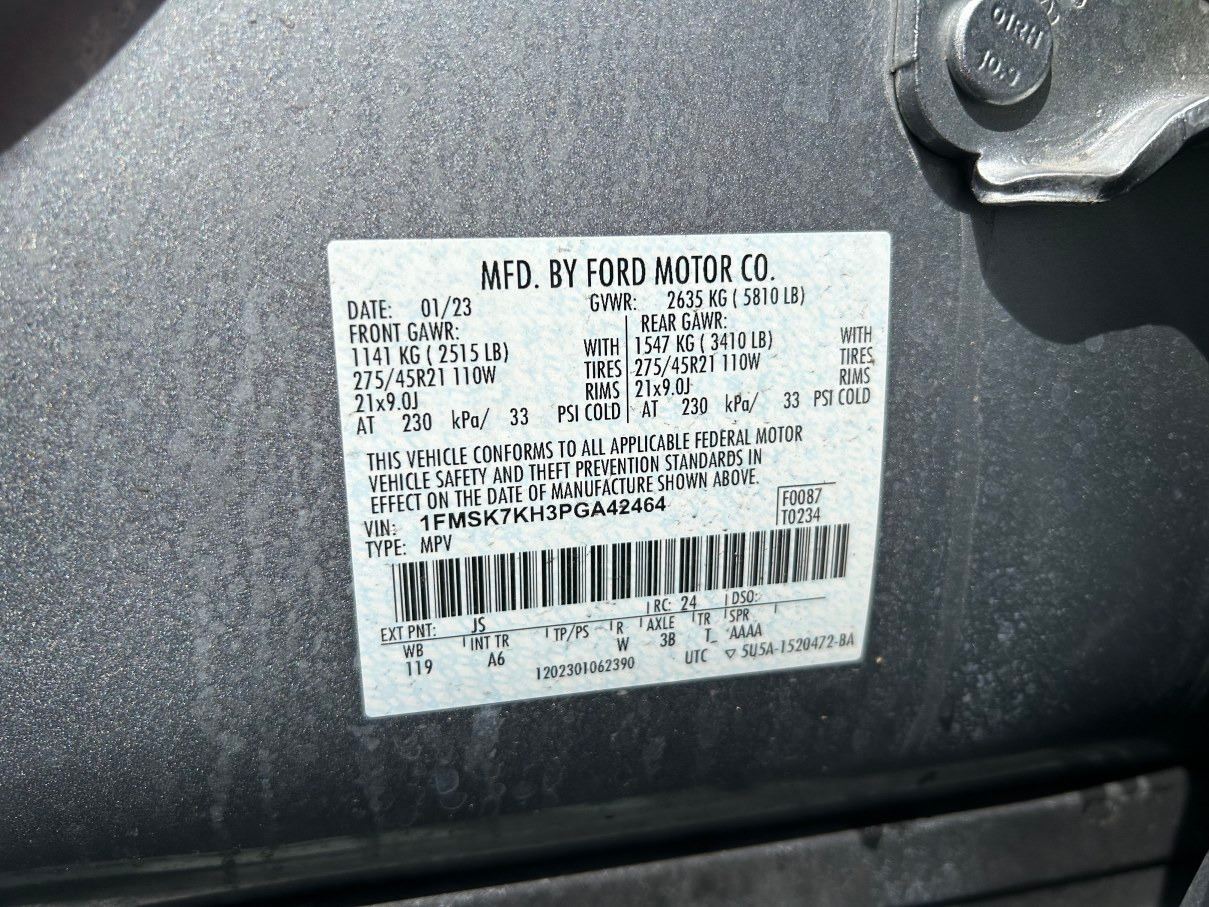 OIRH
MFD. BY FORD MOTOR CO.
DATE: 01/23 GVWR: 2635 KG ( 5810 LB)
FRONT GAWR: REAR GAWR:
1141 KG ( 2515 LB) WITH 1547 KG ( 3410 LB) WITH
275/45R21 110W TIRES 275/45R21 110W TIRES
21x9.0J RIMS 21x9.0J RIMS
AT 230 kPa/ 33 PSI COLD AT 230 kPa/ 33 PSI COLD
THIS VEHICLE CONFORMS TO ALL APPLICABLE FEDERAL MOTOR
VEHICLE SAFETY AND THEFT PREVENTION STANDARDS IN
EFFECT ON THE DATE OF MANUFACTURE SHOWN ABOVE.
VIN: 1FMSK7KH3PGA42464 F0087
TYPE: MPV T0234
EXT PNT: JS RC: 24 DSO:
WB INT TR TP/PS R AXLE TR SPR
119 A6 W 3B T_ AAAA
1202301062390 UTC ▽ 5U5A-1520472-BA